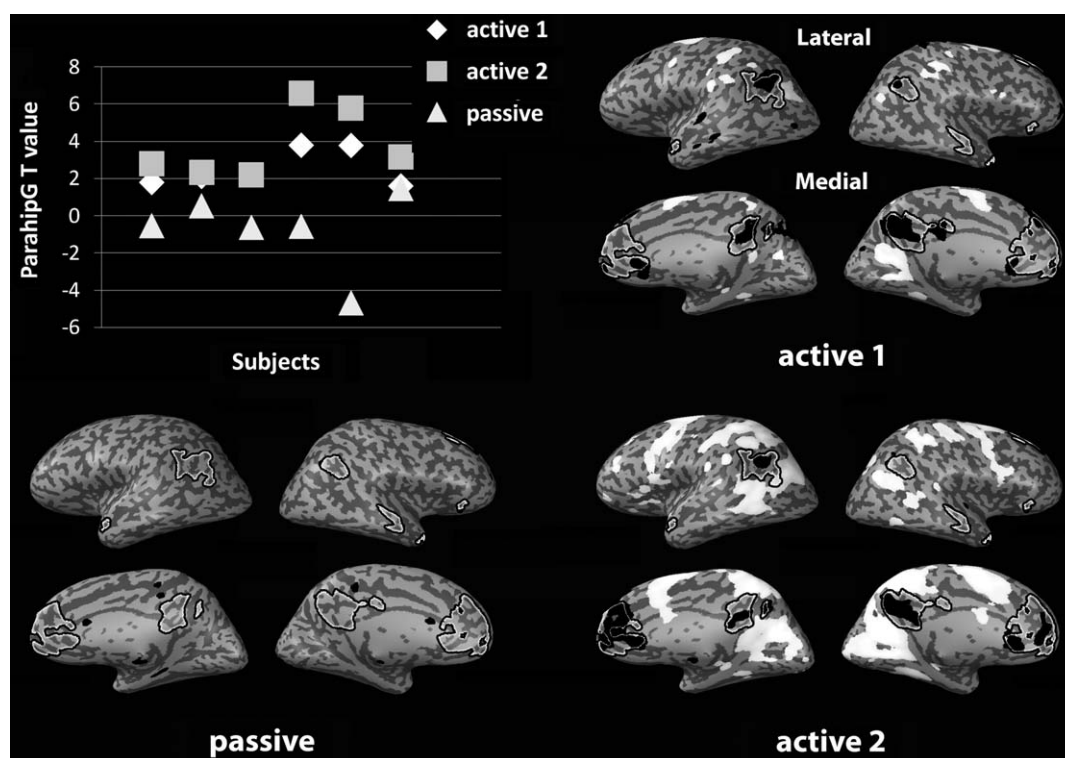 active 1
active 2
passive
8
6
4
2
0
-2
-4
-6
ParahipG T value
Subjects
Lateral
Medial
active 1
passive
active 2